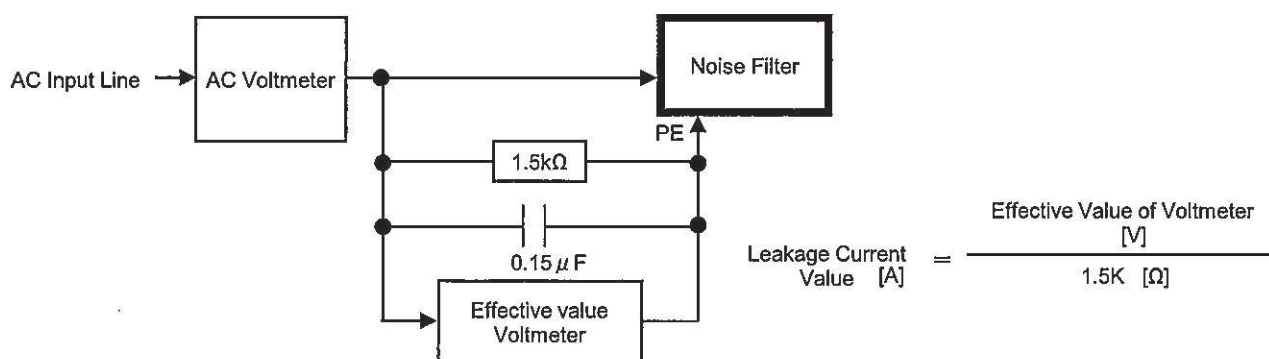 AC Input Line
AC Voltmeter
Noise Filter
PE
1.5kΩ
0.15μF
Effective value
Voltmeter
Leakage Current
Value [A]
=
Effective Value of Voltmeter
[V]
1.5K [Ω]